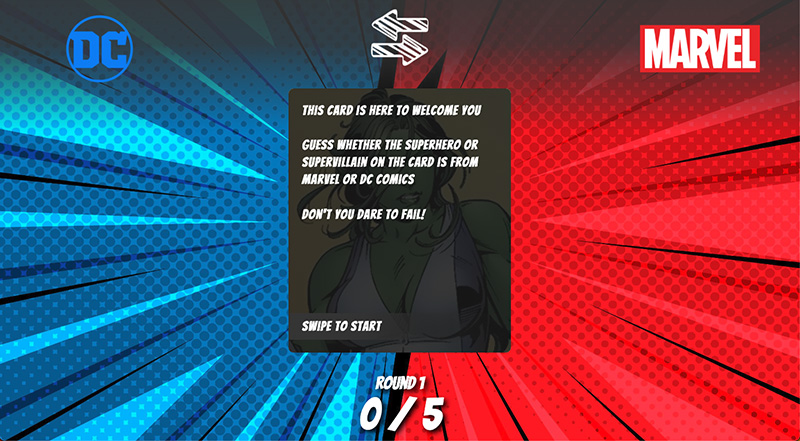 DC
MARVEL
THIS CARD IS HERE TO WELCOME YOU
GUESS WHETHER THE SUPERHERO OR
SUPERVILLAIN ON THE CARD IS FROM
MARVEL OR DC COMICS
DON'T YOU DARE TO FAIL!
SWIPE TO START
ROUND 1
0 / 5